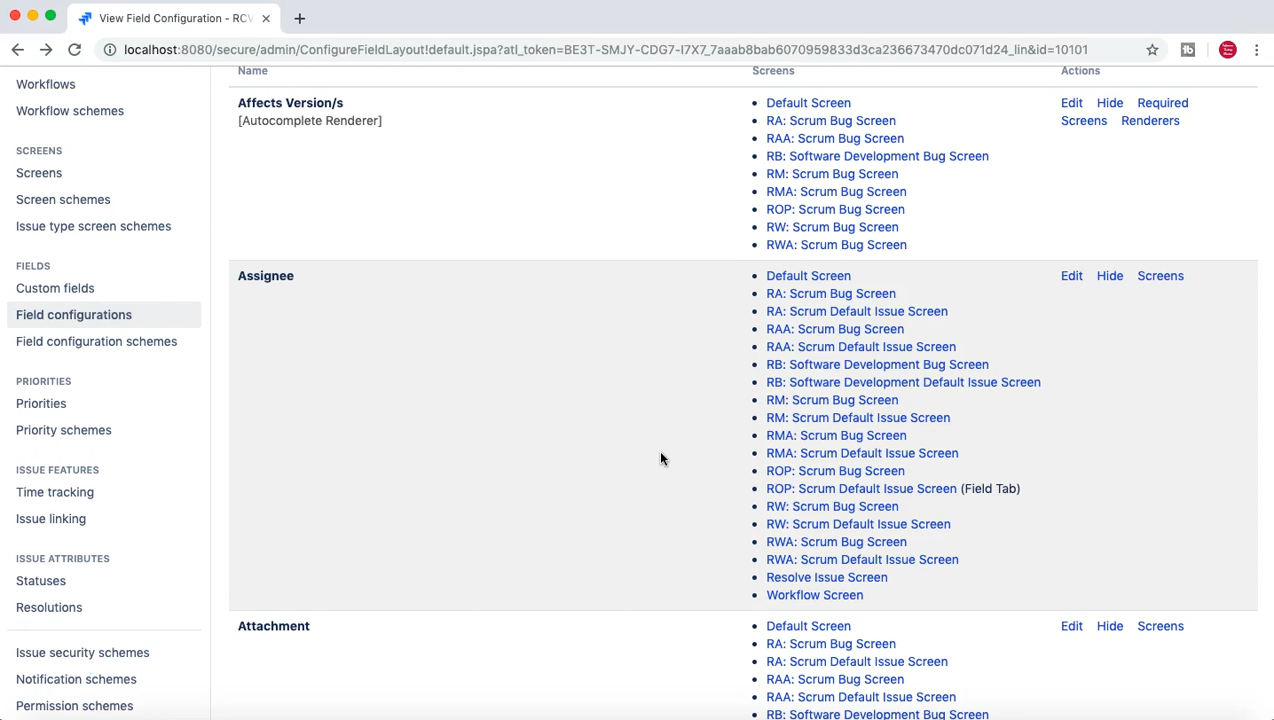 View Field Configuration - RCV
localhost:8080/secure/admin/ConfigureFieldLayout!default.jspa?atl_token=BE3T-SMJY-CDG7-I7X7_7aaab8bab6070959833d3ca236673470dc071d24_lin&id=10101
Workflows
Workflow schemes
SCREENS
Screens
Screen schemes
Issue type screen schemes
FIELDS
Custom fields
Field configurations
Field configuration schemes
PRIORITIES
Priorities
Priority schemes
ISSUE FEATURES
Time tracking
Issue linking
ISSUE ATTRIBUTES
Statuses
Resolutions
Issue security schemes
Notification schemes
Permission schemes
Name Screens Actions
Affects Version/s
[Autocomplete Renderer]
• Default Screen
• RA: Scrum Bug Screen
• RAA: Scrum Bug Screen
• RB: Software Development Bug Screen
• RM: Scrum Bug Screen
• RMA: Scrum Bug Screen
• ROP: Scrum Bug Screen
• RW: Scrum Bug Screen
• RWA: Scrum Bug Screen
Edit Hide Required
Screens Renderers
Assignee
• Default Screen
• RA: Scrum Bug Screen
• RA: Scrum Default Issue Screen
• RAA: Scrum Bug Screen
• RAA: Scrum Default Issue Screen
• RB: Software Development Bug Screen
• RB: Software Development Default Issue Screen
• RM: Scrum Bug Screen
• RM: Scrum Default Issue Screen
• RMA: Scrum Bug Screen
• RMA: Scrum Default Issue Screen
• ROP: Scrum Bug Screen
• ROP: Scrum Default Issue Screen (Field Tab)
• RW: Scrum Bug Screen
• RW: Scrum Default Issue Screen
• RWA: Scrum Bug Screen
• RWA: Scrum Default Issue Screen
• Resolve Issue Screen
• Workflow Screen
Edit Hide Screens
Attachment
• Default Screen
• RA: Scrum Bug Screen
• RA: Scrum Default Issue Screen
• RAA: Scrum Bug Screen
• RAA: Scrum Default Issue Screen
• RB: Software Development Bug Screen
Edit Hide Screens